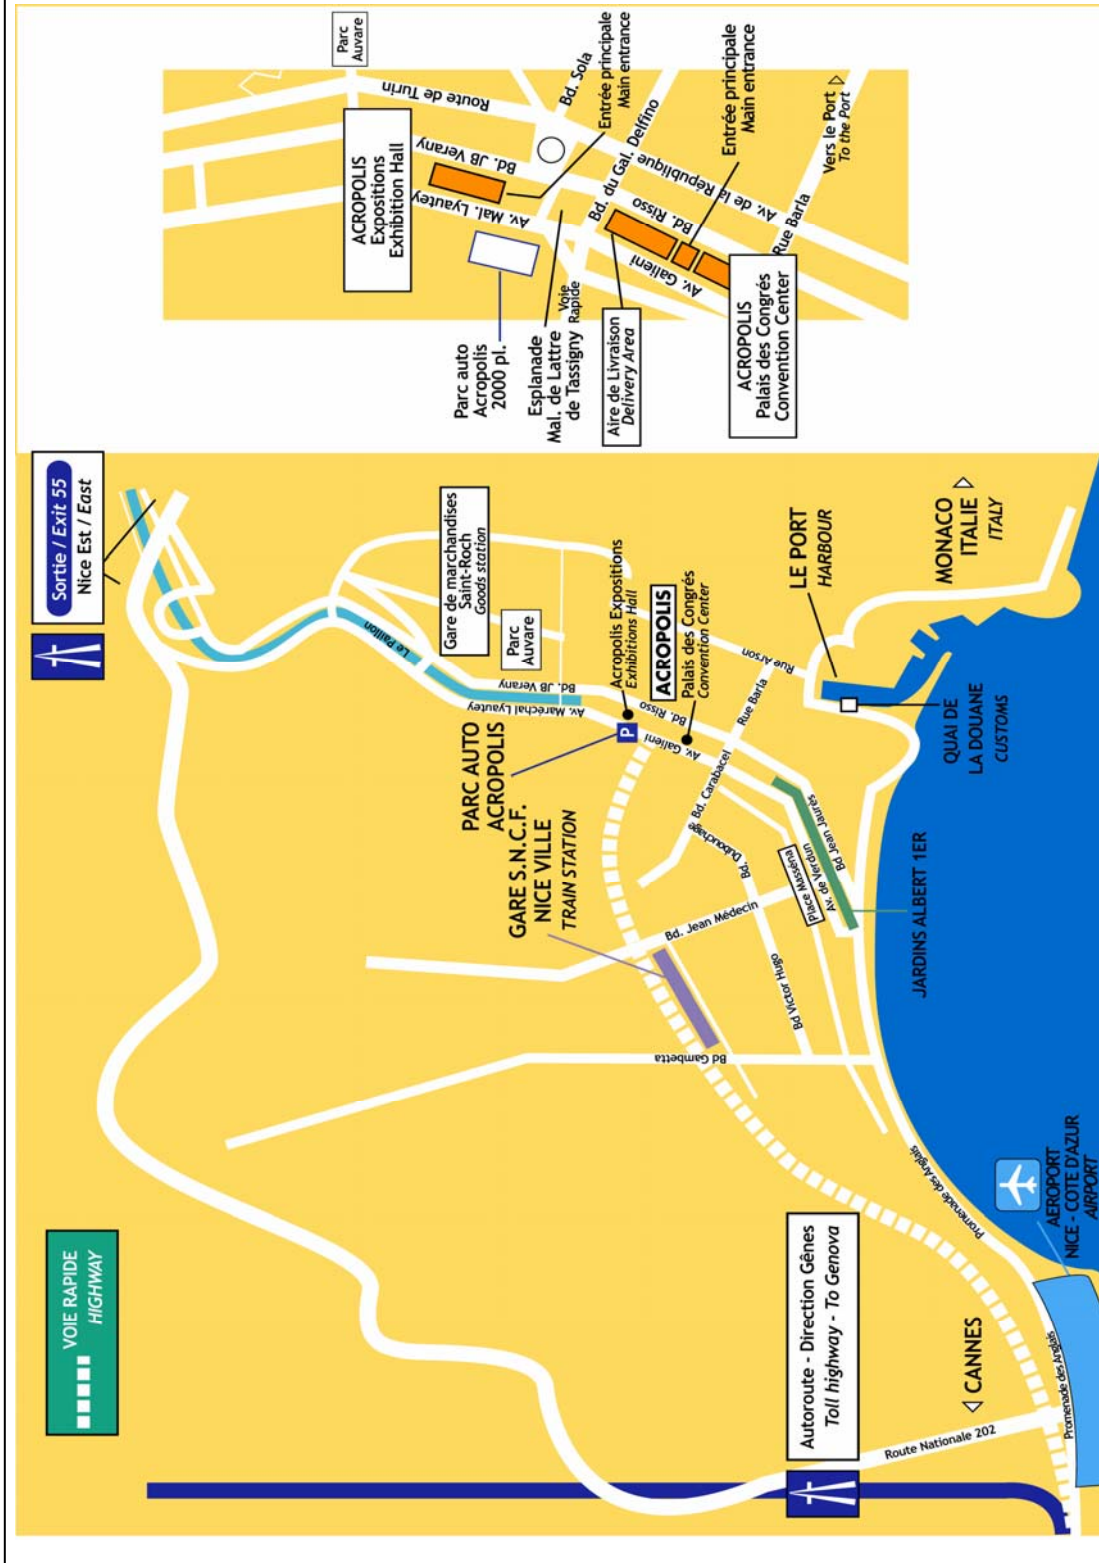 VOIE RAPIDE
HIGHWAY
Sortie / Exit 55
Nice Est / East
Le Paillon
Gare de marchandises
Saint-Roch
Goods station
Parc
Auvare
Bd. JB Verany
Av. Maréchal Lyautey
PARC AUTO
ACROPOLIS
P
Acropolis Expositions
Exhibitions Hall
ACROPOLIS
Palais des Congrés
Convention Center
GARE S.N.C.F.
NICE VILLE
TRAIN STATION
Av. Galieni
Bd. Risso
Rue Barla
Rue Arson
Bd. Carabacel
Bd. Dubouchage
Bd. Jean Médecin
Bd Victor Hugo
Bd Gambetta
Place Masséna
Av. de Verdun
Bd Jean Jaurès
JARDINS ALBERT 1ER
LE PORT
HARBOUR
MONACO
ITALIE
ITALY
QUAI DE
LA DOUANE
CUSTOMS
Promenade des Anglais
AEROPORT
NICE - COTE D'AZUR
AIRPORT
Promenade des Anglais
CANNES
Route Nationale 202
Autoroute - Direction Gênes
Toll highway - To Genova
Parc
Auvare
Route de Turin
ACROPOLIS
Expositions
Exhibition Hall
Bd. JB Verany
Av. Mal. Lyautey
Bd. Sola
Entrée principale
Main entrance
Parc auto
Acropolis
2000 pl.
Esplanade
Mal. de Lattre
de Tassigny
Voie
Rapide
Bd. du Gal. Delfino
Aire de Livraison
Delivery Area
Av. Galieni
Bd. Risso
Av. de la République
Entrée principale
Main entrance
Rue Barla
Vers le Port
To the Port
ACROPOLIS
Palais des Congrés
Convention Center